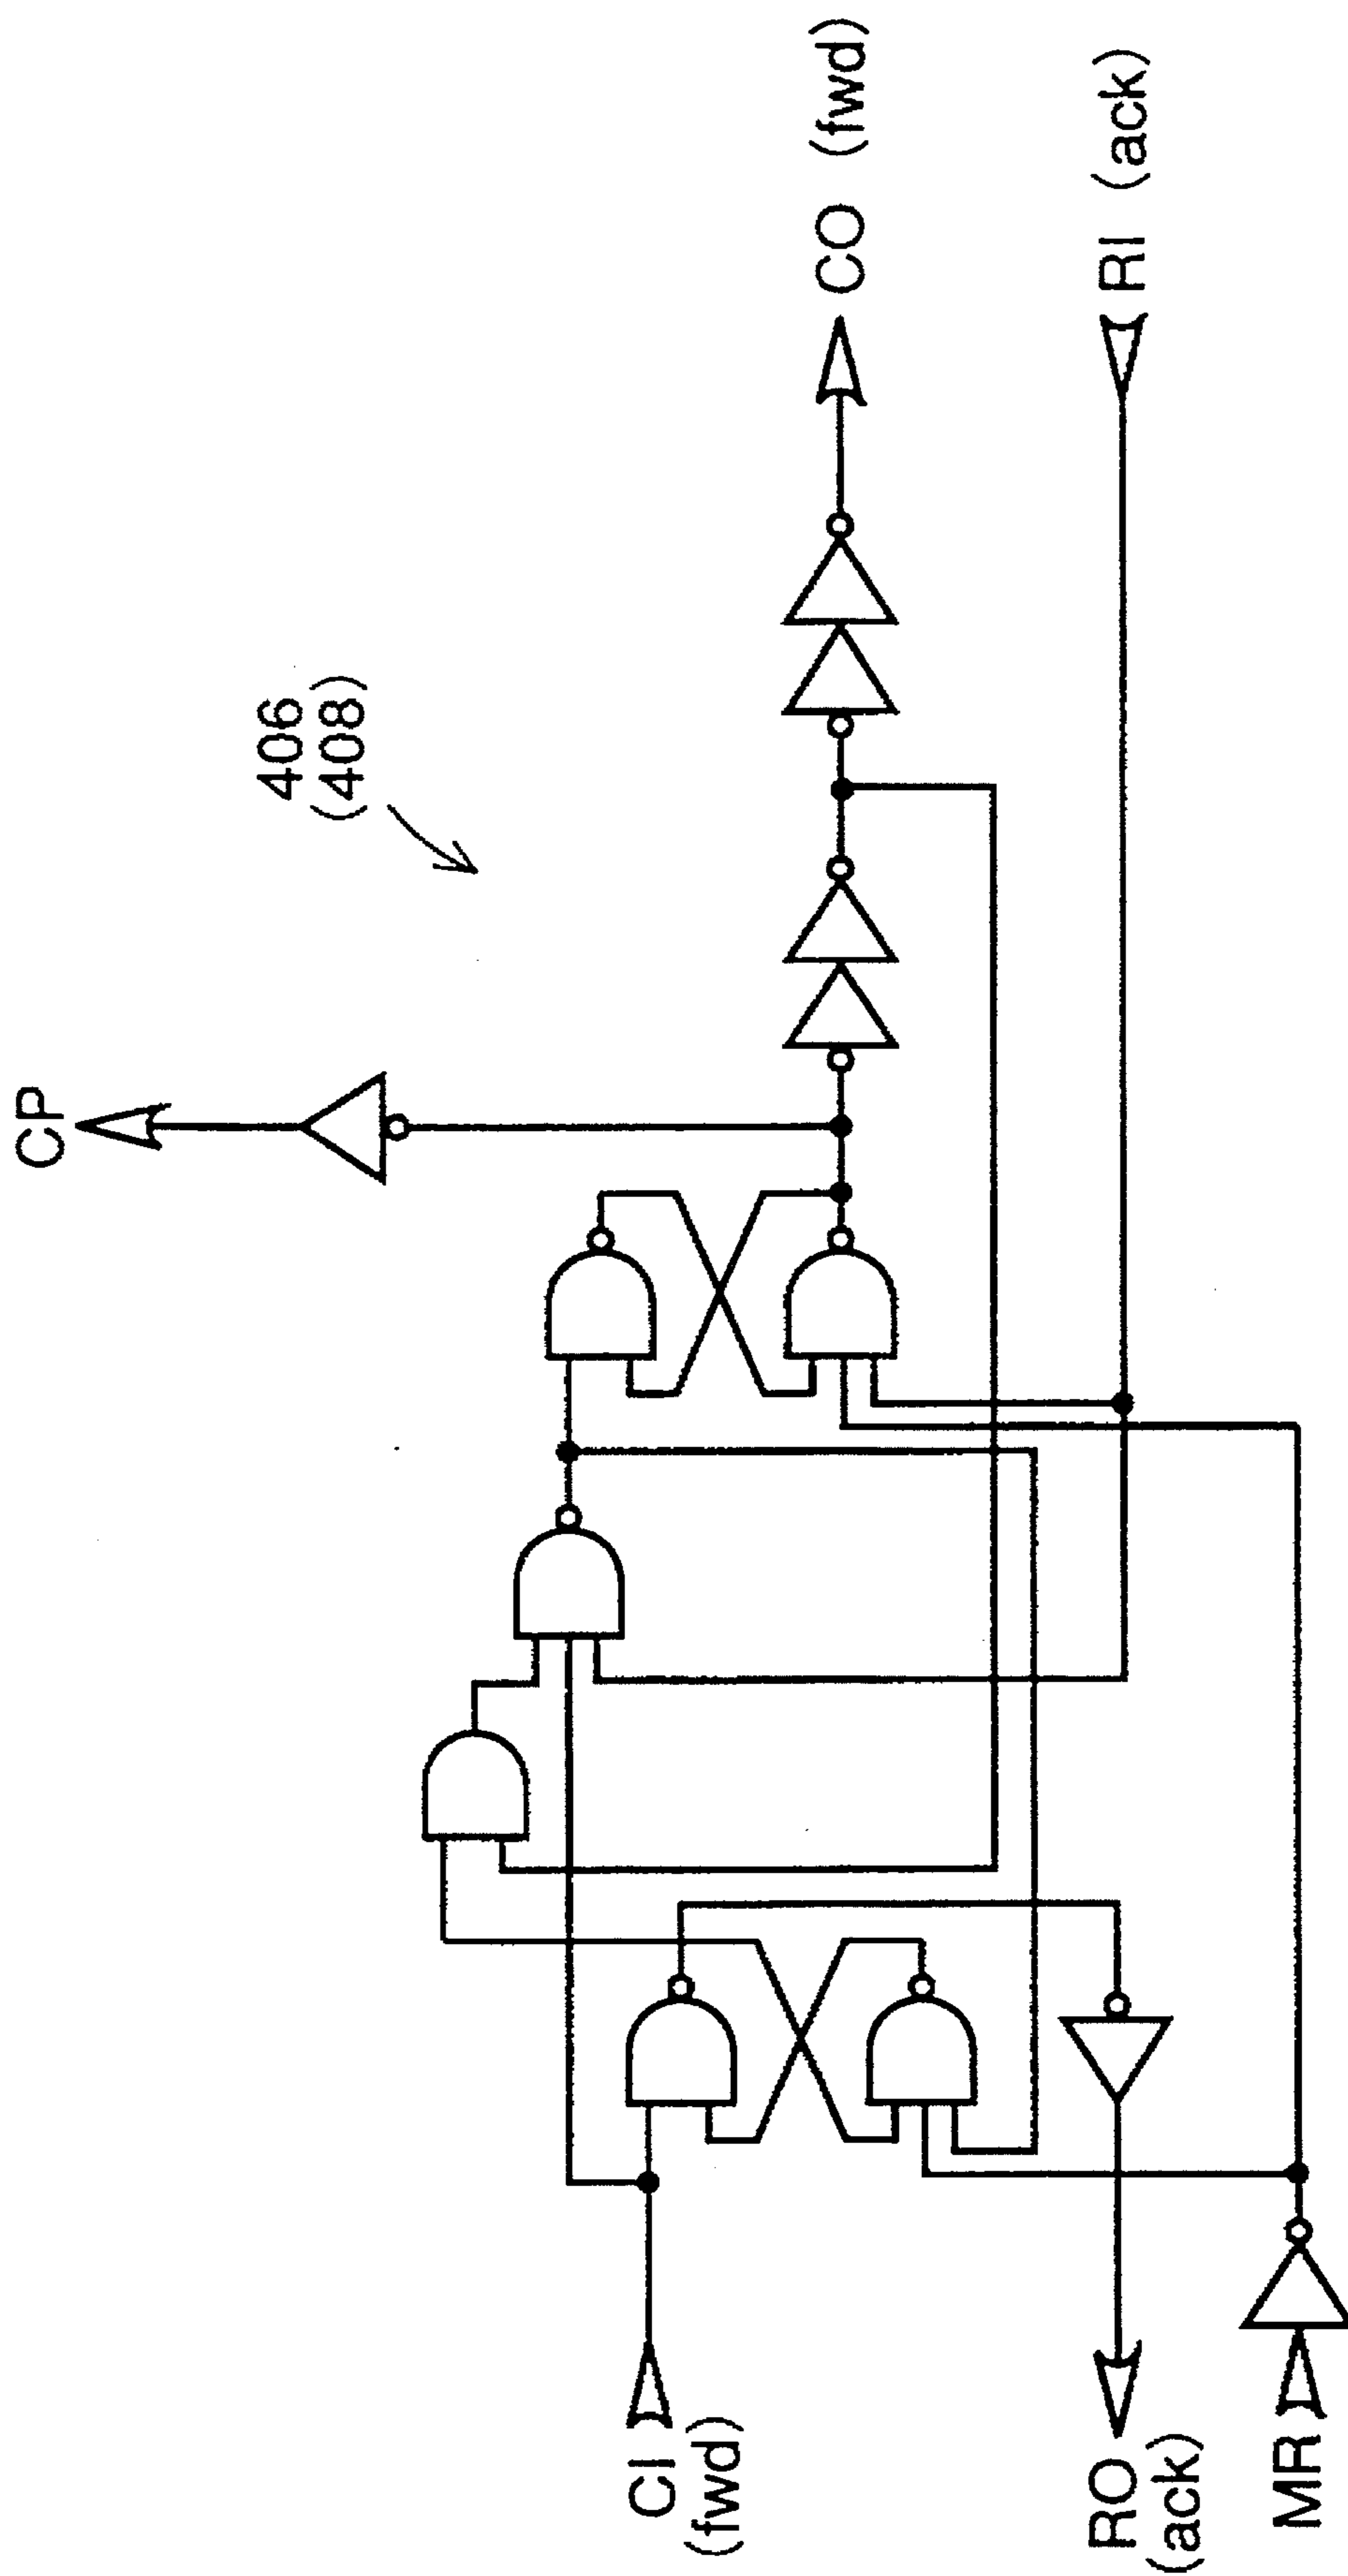 406
(408)
CP
CO (fwd)
RI (ack)
CI
(fwd)
RO
(ack)
MR